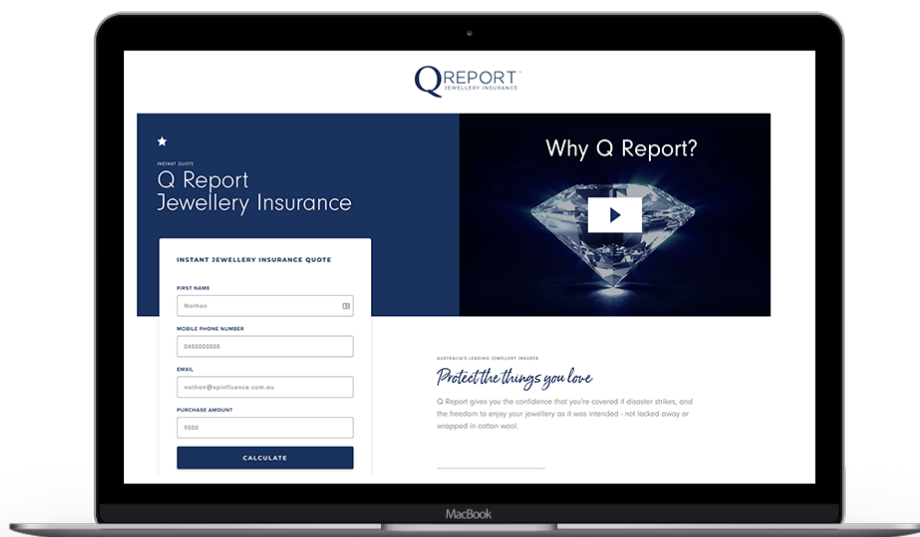 QREPORT™
JEWELLERY INSURANCE
INSTANT QUOTE
Q Report
Jewellery Insurance
Why Q Report?
INSTANT JEWELLERY INSURANCE QUOTE
FIRST NAME
Nathan
MOBILE PHONE NUMBER
0400000000
EMAIL
nathan@spinfluence.com.au
PURCHASE AMOUNT
9000
CALCULATE
AUSTRALIA'S LEADING JEWELLERY INSURER
Protect the things you love
Q Report gives you the confidence that you're covered if disaster strikes, and
the freedom to enjoy your jewellery as it was intended - not locked away or
wrapped in cotton wool.
MacBook